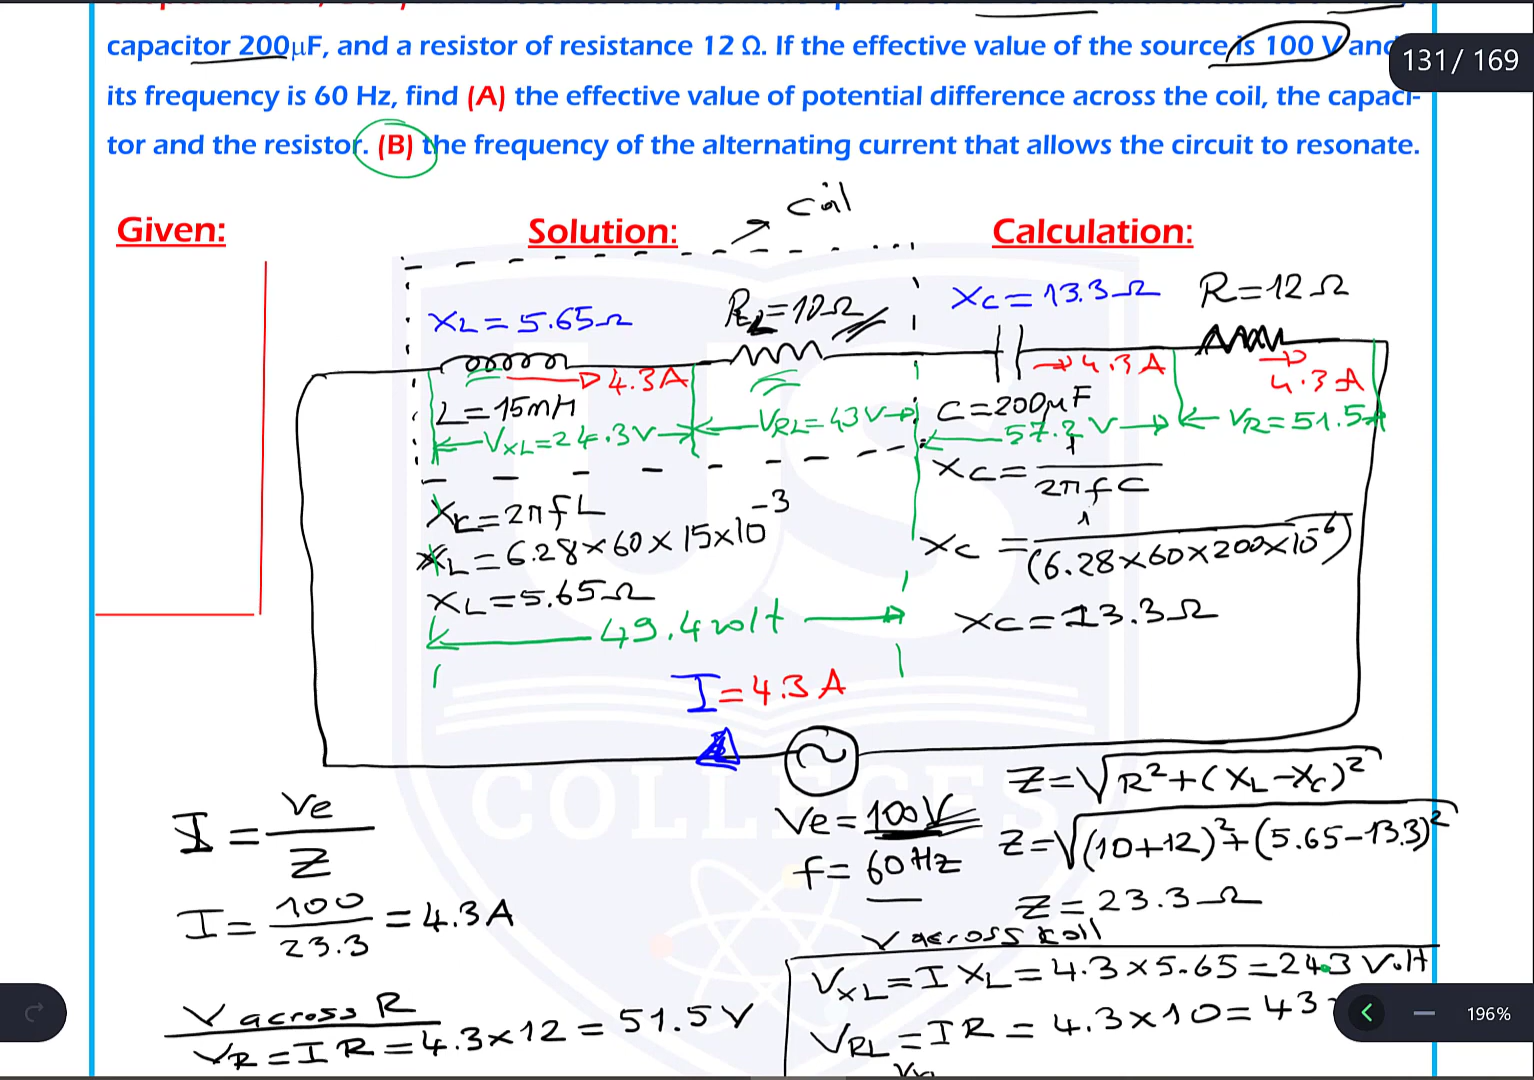 capacitor 200μF, and a resistor of resistance 12 Ω. If the effective value of the source is 100 V and
131/ 169
its frequency is 60 Hz, find (A) the effective value of potential difference across the coil, the capaci-
tor and the resistor. (B) the frequency of the alternating current that allows the circuit to resonate.
coil
Given:
Solution:
Calculation:
XL = 5.65Ω
RL = 10Ω
XC = 13.3Ω
R = 12Ω
4.3A
4.3A
4.3A
L = 15mH
VXL = 24.3V
VRL = 43V
C = 200μF
57.2V
VR = 51.5
XL = 2πfL
XL = 6.28 × 60 × 15 × 10^-3
XL = 5.65Ω
XC = 1 / 2πfC
XC = 1 / (6.28 × 60 × 200 × 10^-6)
XC = 13.3Ω
49.4 volt
I = 4.3A
COLLEGES
Ve = 100V
f = 60Hz
Z = √R² + (XL - XC)²
Z = √(10+12)² + (5.65 - 13.3)²
Z = 23.3Ω
I = Ve / Z
I = 100 / 23.3 = 4.3A
V across R
VR = IR = 4.3 × 12 = 51.5V
V across coil
VXL = I XL = 4.3 × 5.65 = 24.3 Volt
VRL = IR = 4.3 × 10 = 43
196%